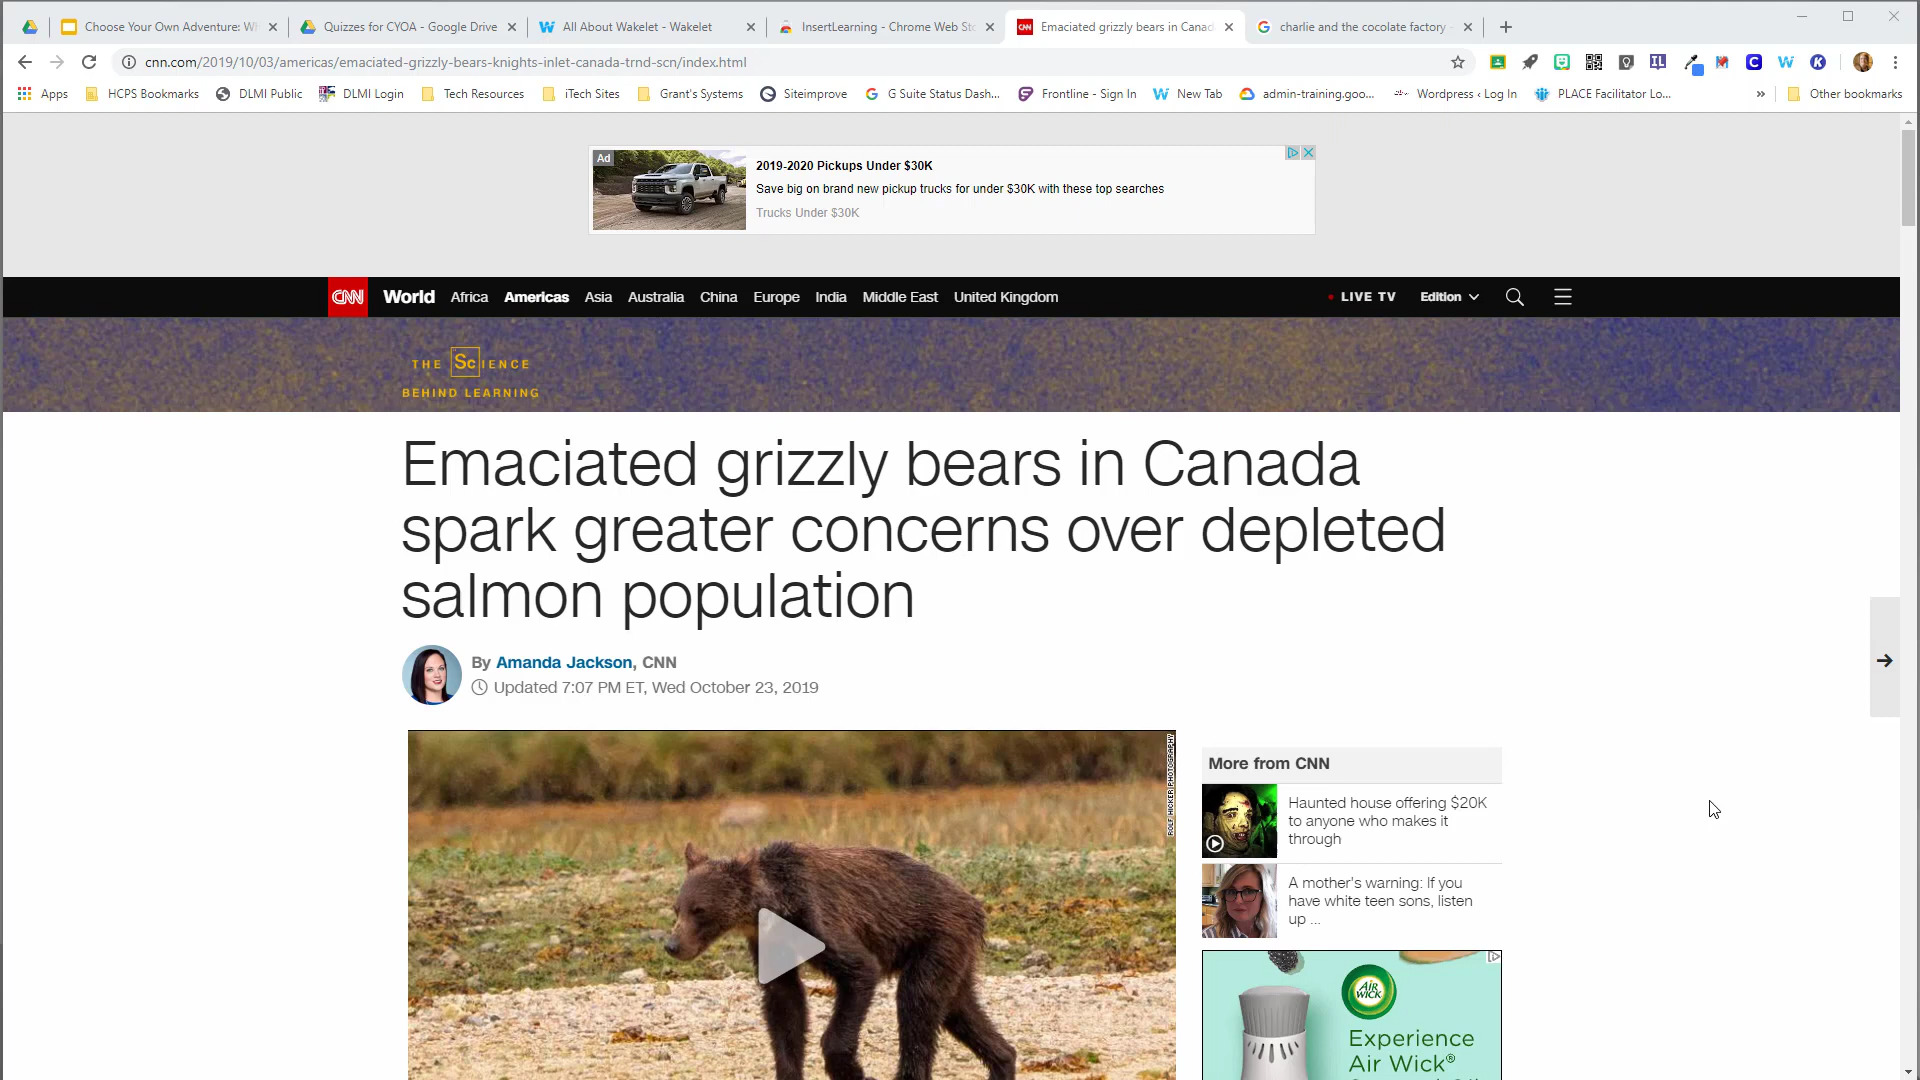 Choose Your Own Adventure: Wh
Quizzes for CYOA - Google Drive
All About Wakelet - Wakelet
InsertLearning - Chrome Web Sto
Emaciated grizzly bears in Canad
charlie and the cocolate factory -
cnn.com/2019/10/03/americas/emaciated-grizzly-bears-knights-inlet-canada-trnd-scn/index.html
Apps
HCPS Bookmarks
DLMI Public
DLMI Login
Tech Resources
iTech Sites
Grant's Systems
Siteimprove
G Suite Status Dash...
Frontline - Sign In
New Tab
admin-training.goo...
Wordpress ‹ Log In
PLACE Facilitator Lo...
»
Other bookmarks
Ad
2019-2020 Pickups Under $30K
Save big on brand new pickup trucks for under $30K with these top searches
Trucks Under $30K
CNN
World
Africa
Americas
Asia
Australia
China
Europe
India
Middle East
United Kingdom
LIVE TV
Edition
THE ScIENCE
BEHIND LEARNING
Emaciated grizzly bears in Canada
spark greater concerns over depleted
salmon population
By Amanda Jackson, CNN
Updated 7:07 PM ET, Wed October 23, 2019
ROLF HICKER PHOTOGRAPHY
More from CNN
Haunted house offering $20K
to anyone who makes it
through
A mother's warning: If you
have white teen sons, listen
up ...
AIR
WICK
Experience
Air Wick®